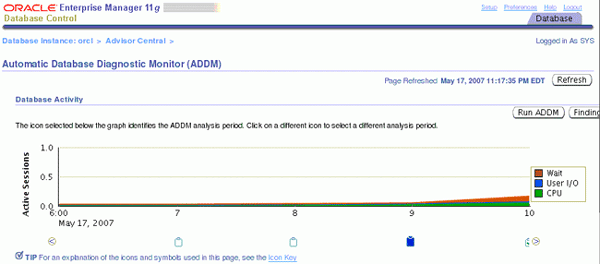 ORACLE Enterprise Manager 11g
Database Control
Setup Preferences Help Logout
Database
Database Instance: orcl > Advisor Central >
Logged in As SYS
Automatic Database Diagnostic Monitor (ADDM)
Page Refreshed May 17, 2007 11:17:35 PM EDT Refresh
Database Activity
Run ADDM Finding
The icon selected below the graph identifies the ADDM analysis period. Click on a different icon to select a different analysis period.
Active Sessions
1.0
0.5
0.0
Wait
User I/O
CPU
6:00 7 8 9 10
May 17, 2007
TIP For an explanation of the icons and symbols used in this page, see the Icon Key